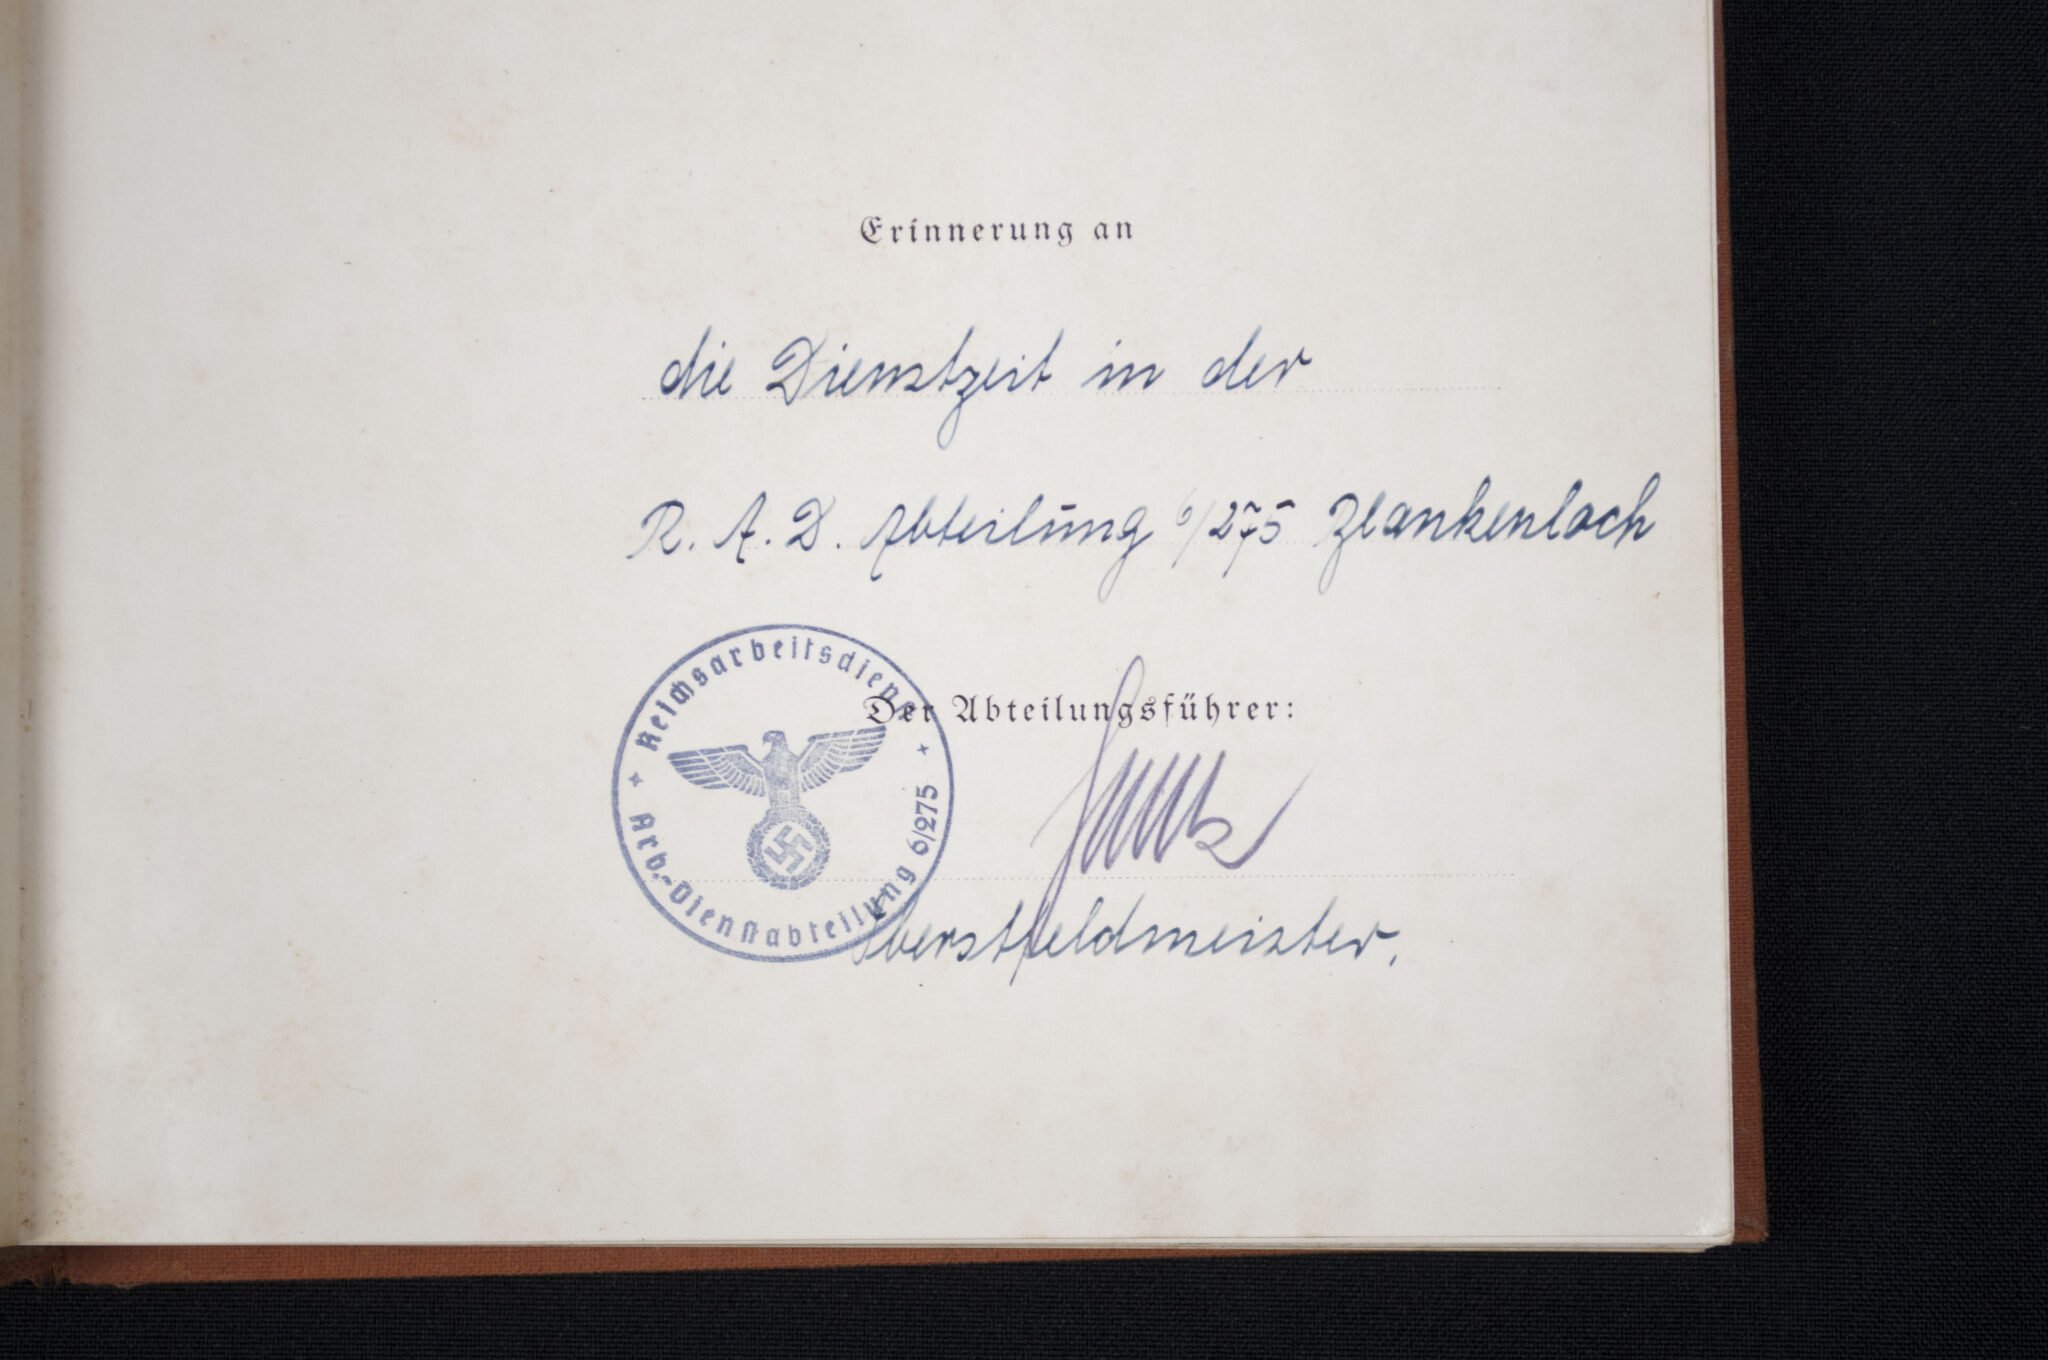 Erinnerung an
die Dienstzeit in der
R. A. D. Abteilung 6/275 Blankenloch
Reichsarbeitsdienst
Der Abteilungsführer:
Arb.-Dienstabteilung 6/275
Oberstfeldmeister.